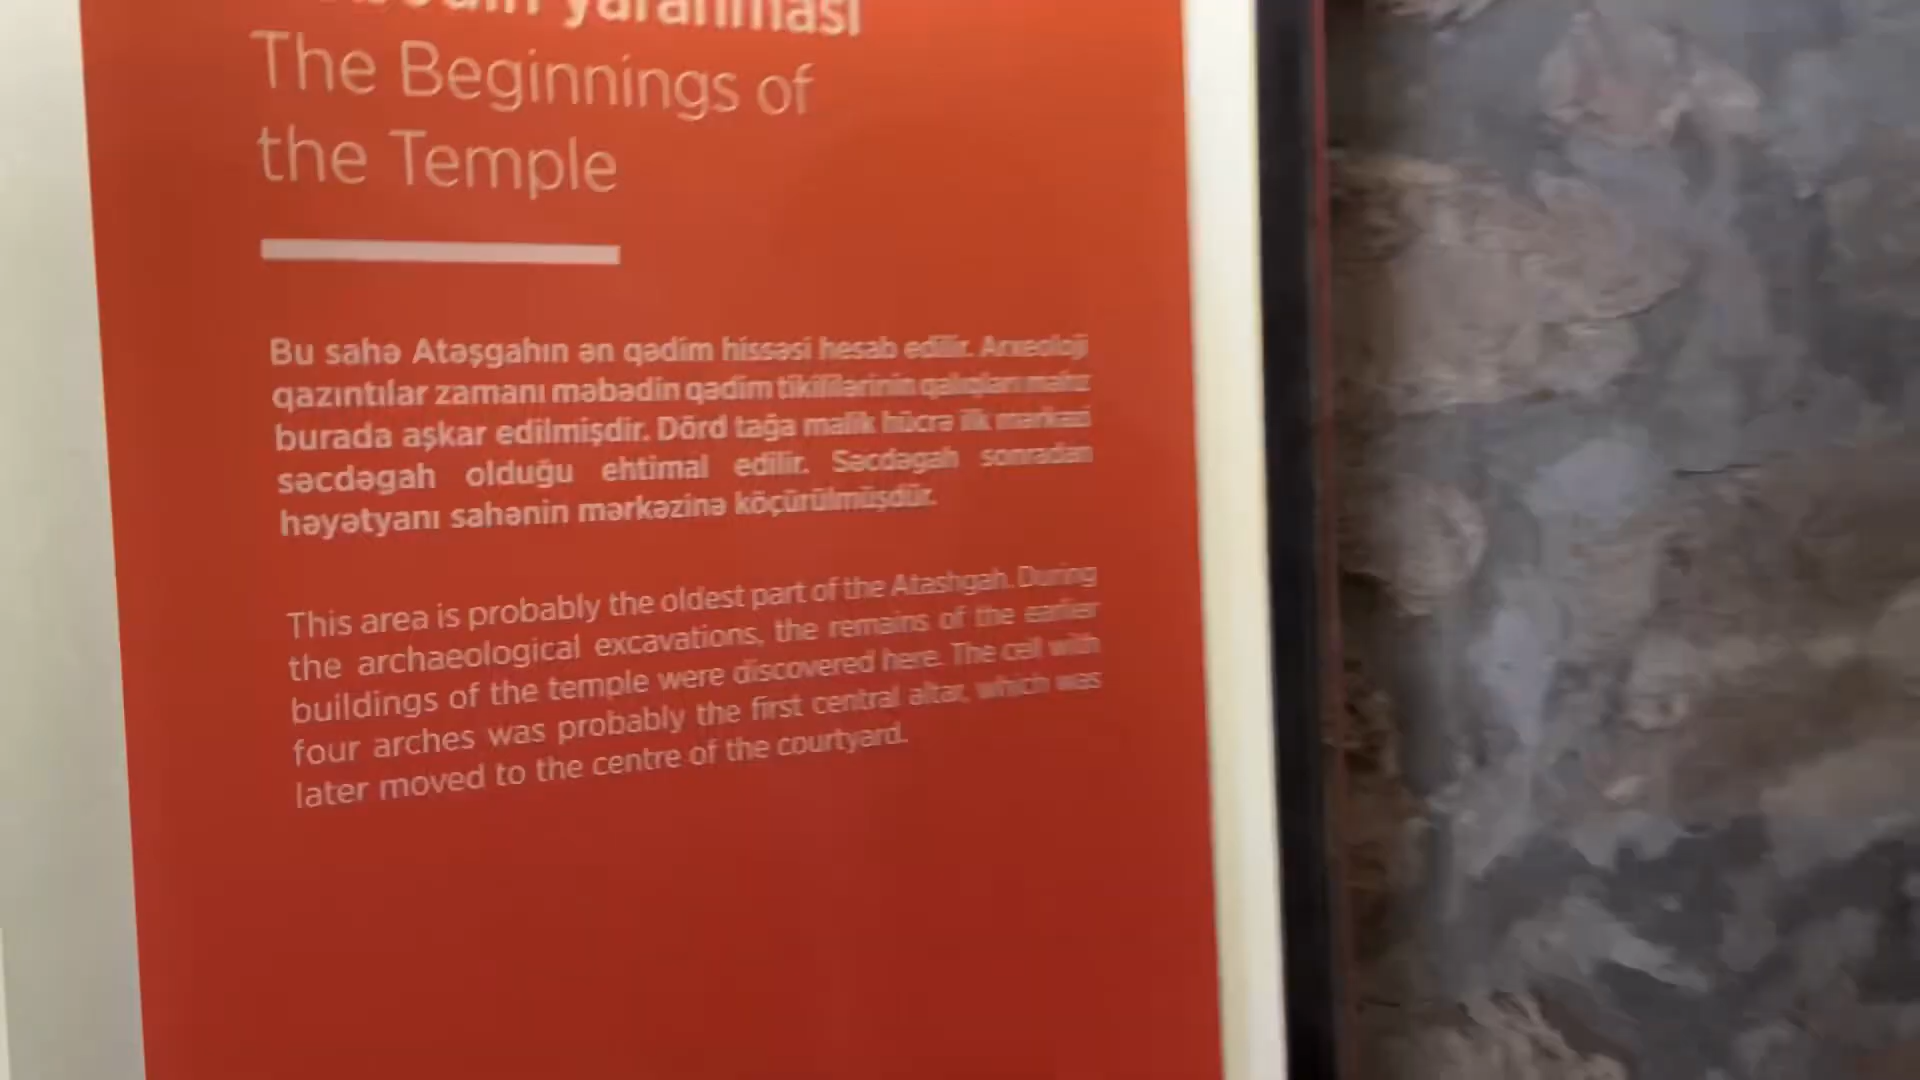 yaranması
The Beginnings of
the Temple
Bu sahə Atəşgahın ən qədim hissəsi hesab edilir. Arxeoloji
qazıntılar zamanı məbədin qədim tikililərinin qalıqları məhz
burada aşkar edilmişdir. Dörd tağa malik hücrə ilk mərkəzi
səcdəgah olduğu ehtimal edilir. Səcdəgah sonradan
həyətyanı sahənin mərkəzinə köçürülmüşdür.
This area is probably the oldest part of the Atashgah. During
the archaeological excavations, the remains of the earlier
buildings of the temple were discovered here. The cell with
four arches was probably the first central altar, which was
later moved to the centre of the courtyard.